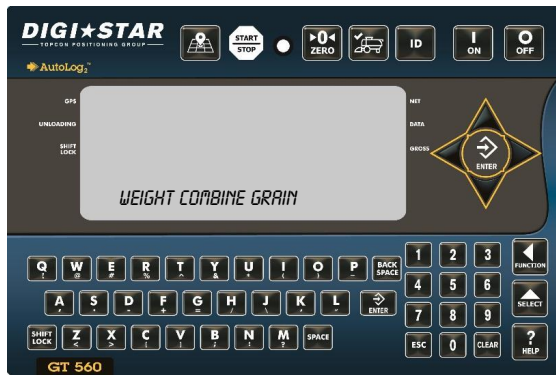 DIGI★STAR
TOPCON POSITIONING GROUP
AutoLog2™
START
STOP
0
ZERO
ID
I
ON
O
OFF
GPS
UNLOADING
SHIFT
LOCK
NET
DATA
GROSS
ENTER
WEIGHT COMBINE GRAIN
Q W E R T Y U I O P BACK SPACE
! @ # % ^ & * ( )
A S D F G H J K L ENTER
SHIFT LOCK Z X C V B N M SPACE
1 2 3
4 5 6
7 8 9
ESC 0 CLEAR
FUNCTION
SELECT
?
HELP
GT 560